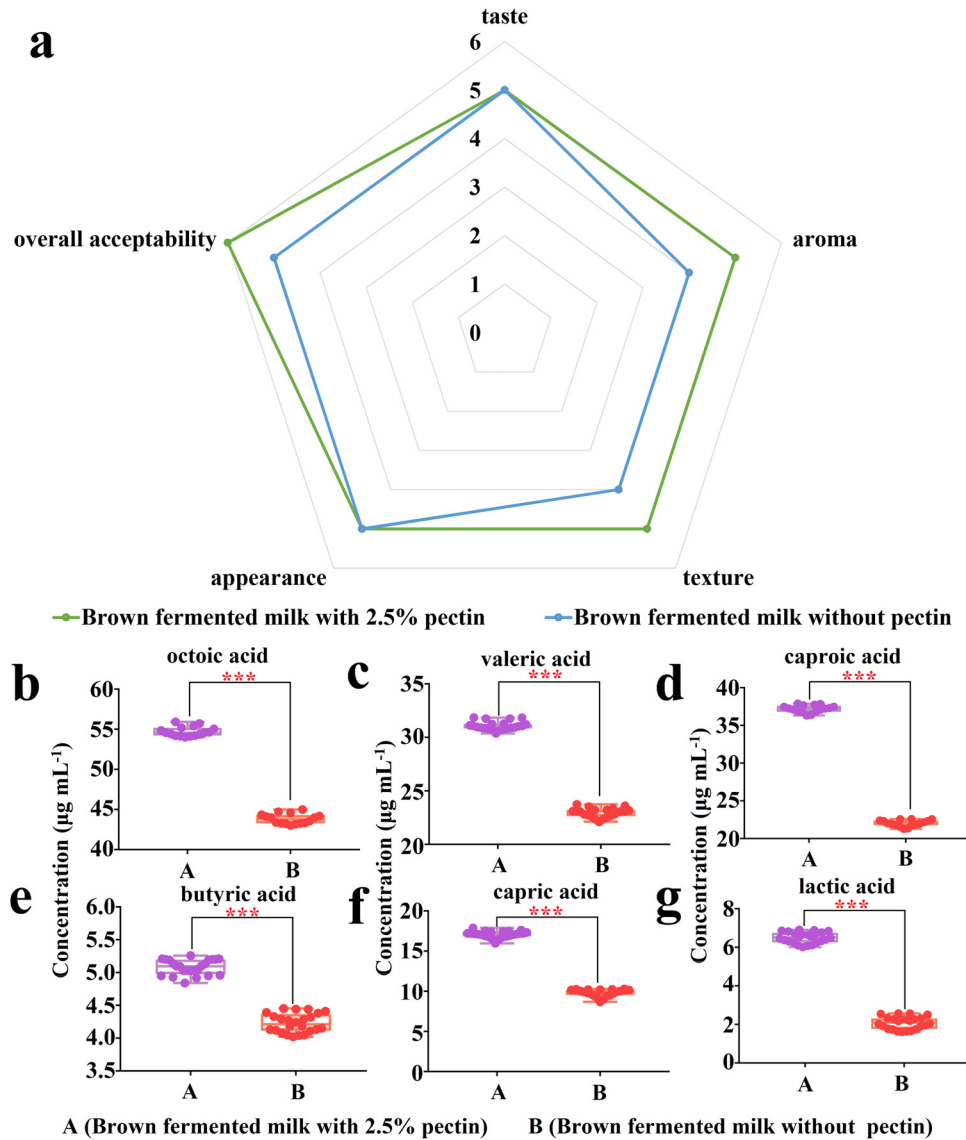 a
taste
6
5
4
3
2
1
0
overall acceptability
aroma
appearance
texture
Brown fermented milk with 2.5% pectin
Brown fermented milk without pectin
b
octoic acid
***
60
55
50
45
40
A
B
c
valeric acid
***
35
30
25
20
A
B
d
caproic acid
***
40
35
30
25
20
A
B
Concentration (μg mL⁻¹)
Concentration (μg mL⁻¹)
Concentration (μg mL⁻¹)
e
butyric acid
***
6.0
5.5
5.0
4.5
4.0
3.5
A
B
f
capric acid
***
20
15
10
5
0
A
B
g
lactic acid
***
8
6
4
2
0
A
B
A (Brown fermented milk with 2.5% pectin)
B (Brown fermented milk without pectin)